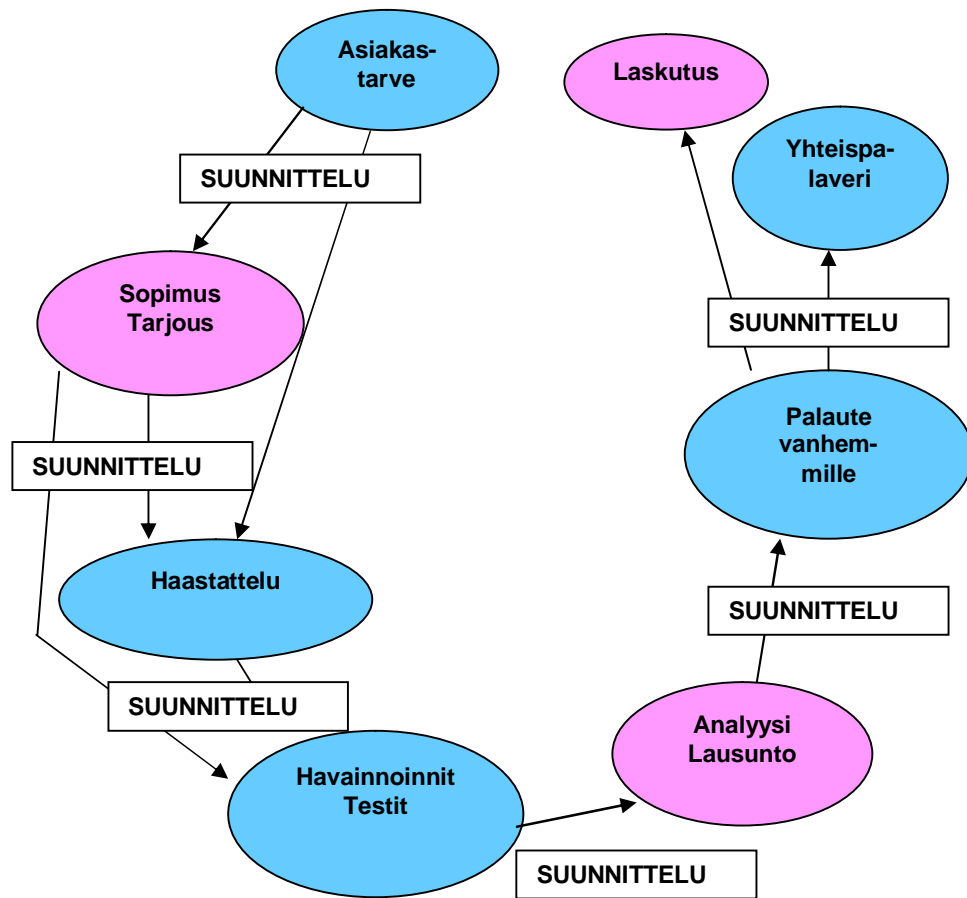 Asiakas-
tarve
SUUNNITTELU
Sopimus
Tarjous
SUUNNITTELU
Haastattelu
SUUNNITTELU
Havainnoinnit
Testit
SUUNNITTELU
Analyysi
Lausunto
SUUNNITTELU
Palaute
vanhem-
mille
SUUNNITTELU
Yhteispa-
laveri
Laskutus